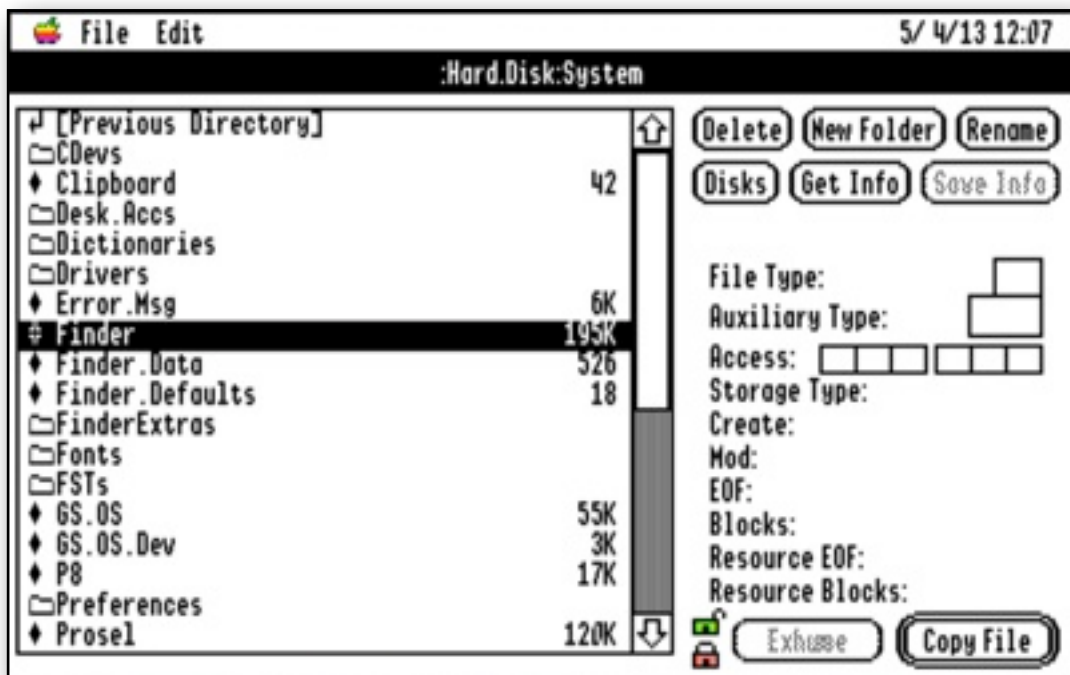 File Edit 5/ 4/13 12:07
:Hard.Disk:System
[Previous Directory]
CDevs
Clipboard 42
Desk.Accs
Dictionaries
Drivers
Error.Msg 6K
Finder 195K
Finder.Data 526
Finder.Defaults 18
FinderExtras
Fonts
FSTs
GS.OS 55K
GS.OS.Dev 3K
P8 17K
Preferences
Prosel 120K
Delete New Folder Rename
Disks Get Info Save Info
File Type:
Auxiliary Type:
Access:
Storage Type:
Create:
Mod:
EOF:
Blocks:
Resource EOF:
Resource Blocks:
Exhume Copy File